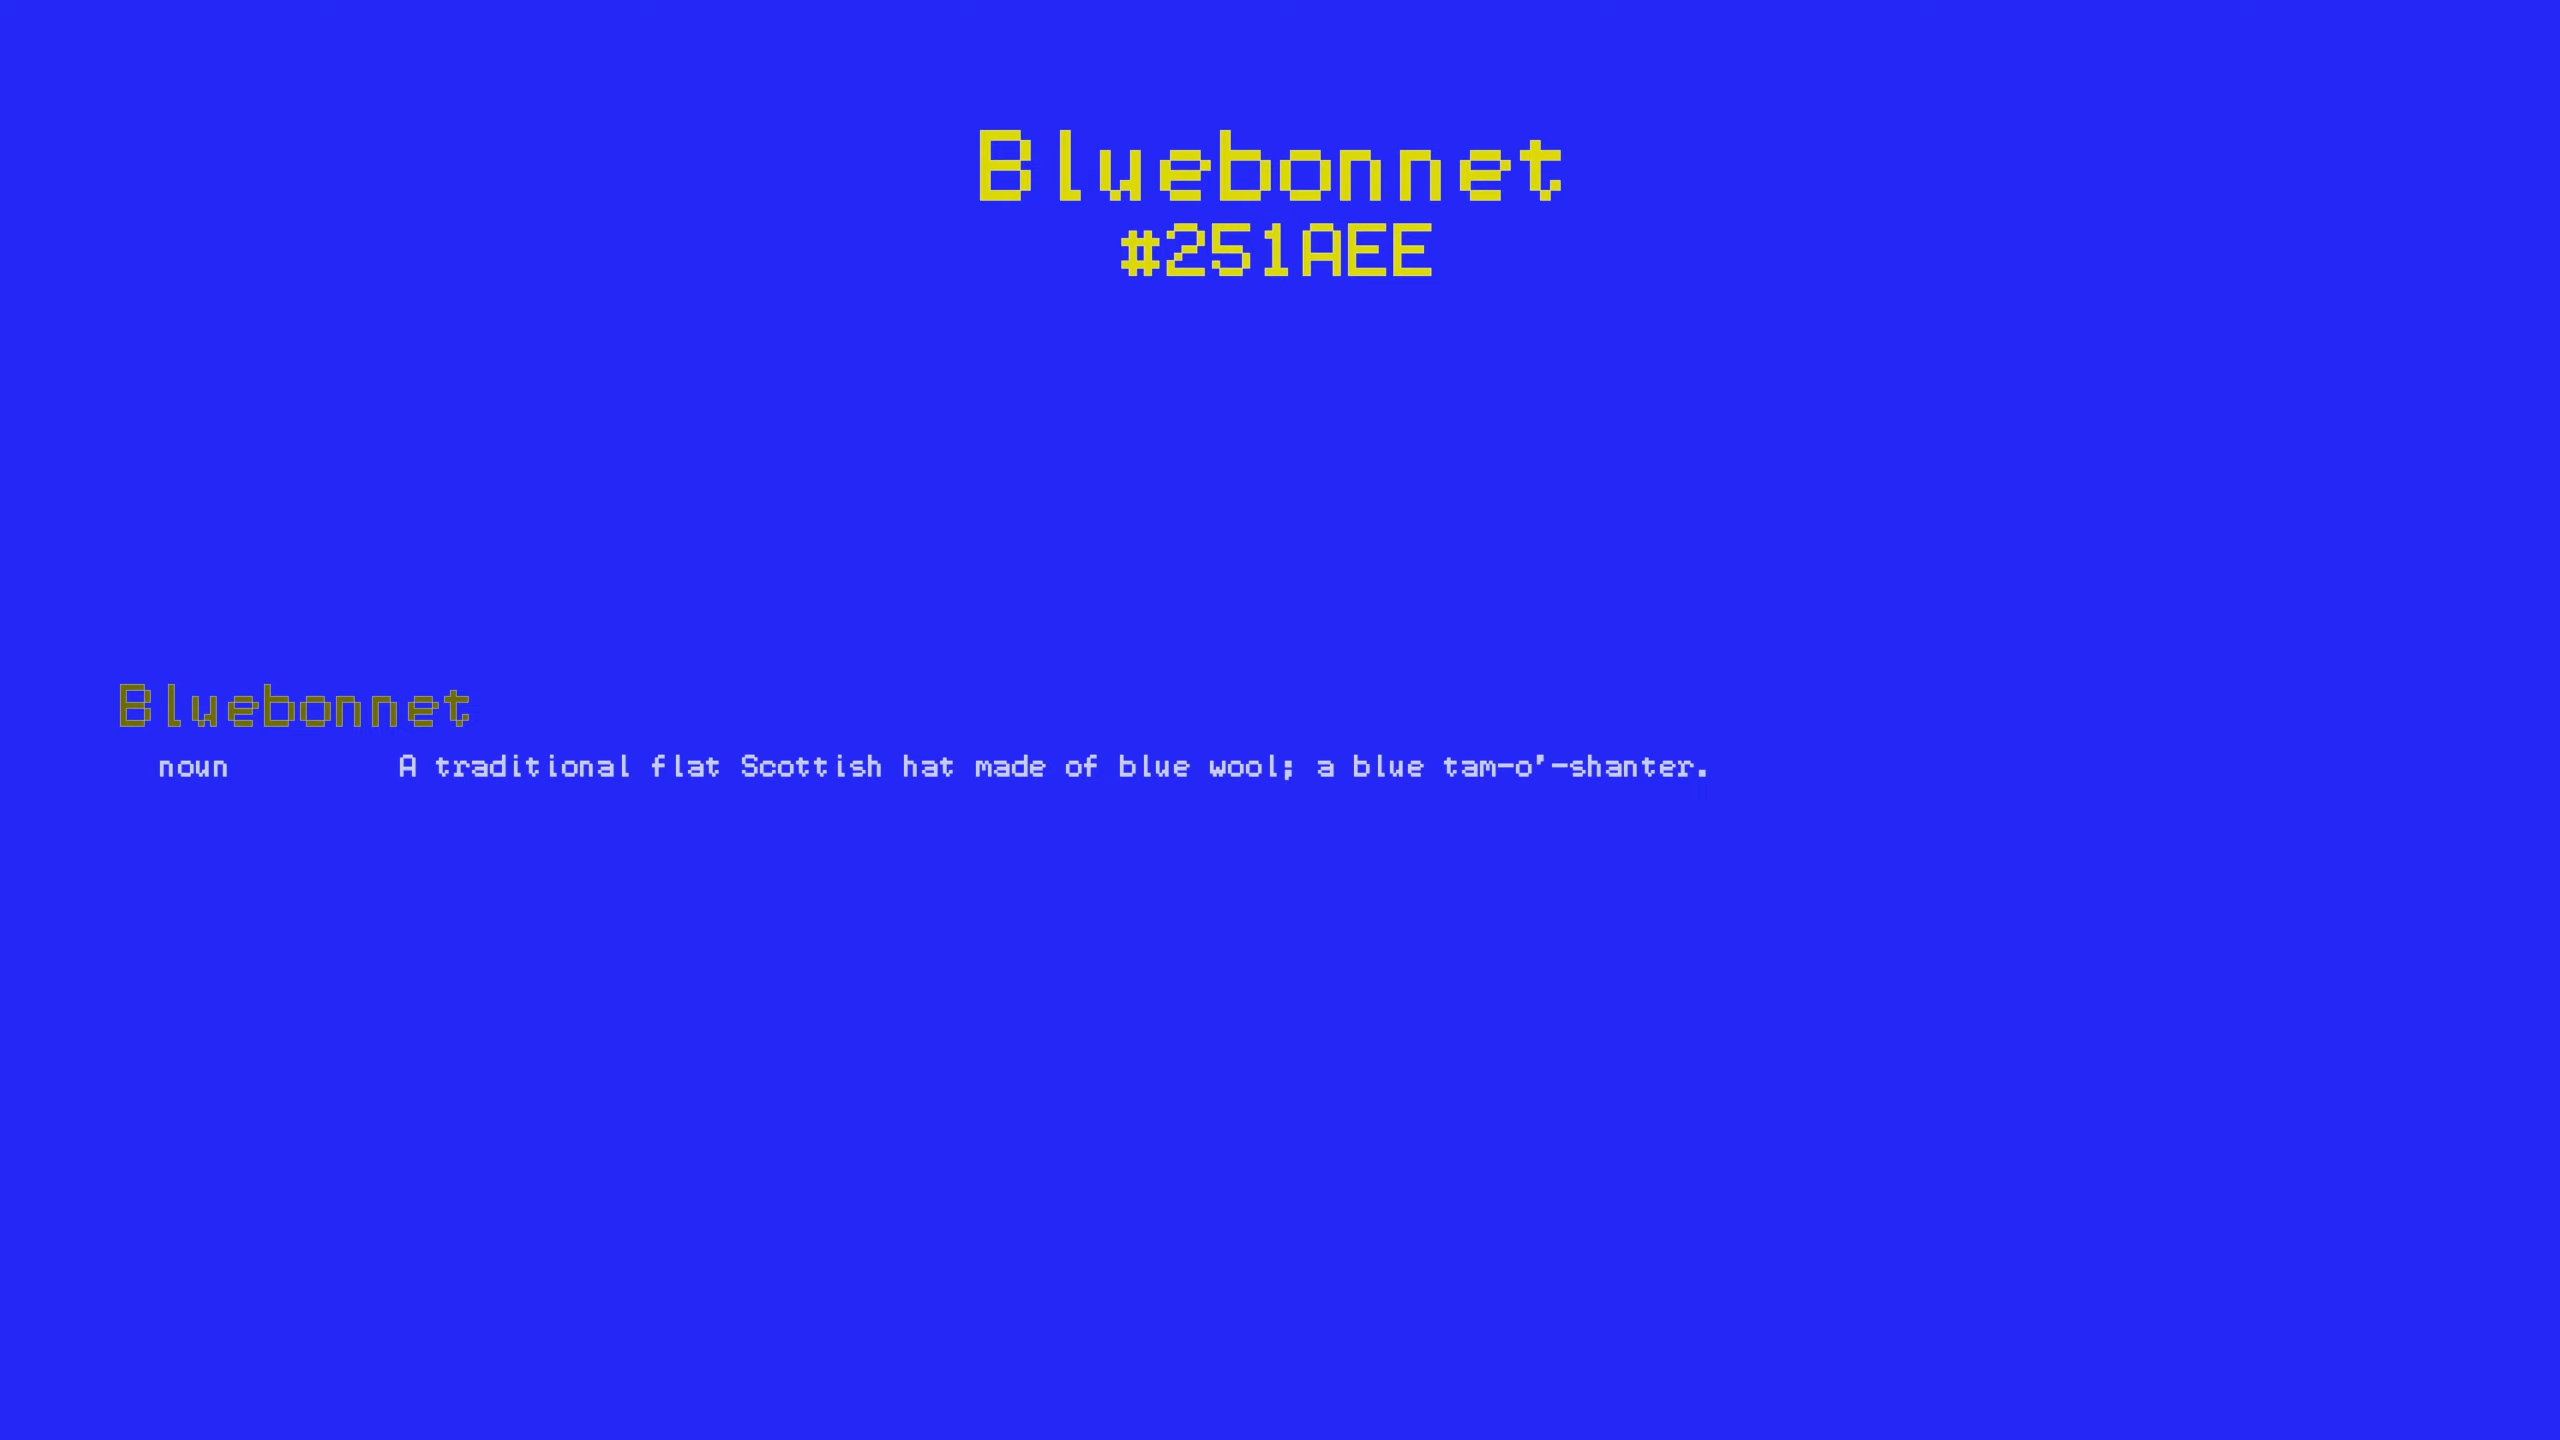 Bluebonnet
#251AEE
Bluebonnet
noun A traditional flat Scottish hat made of blue wool; a blue tam-o'-shanter.